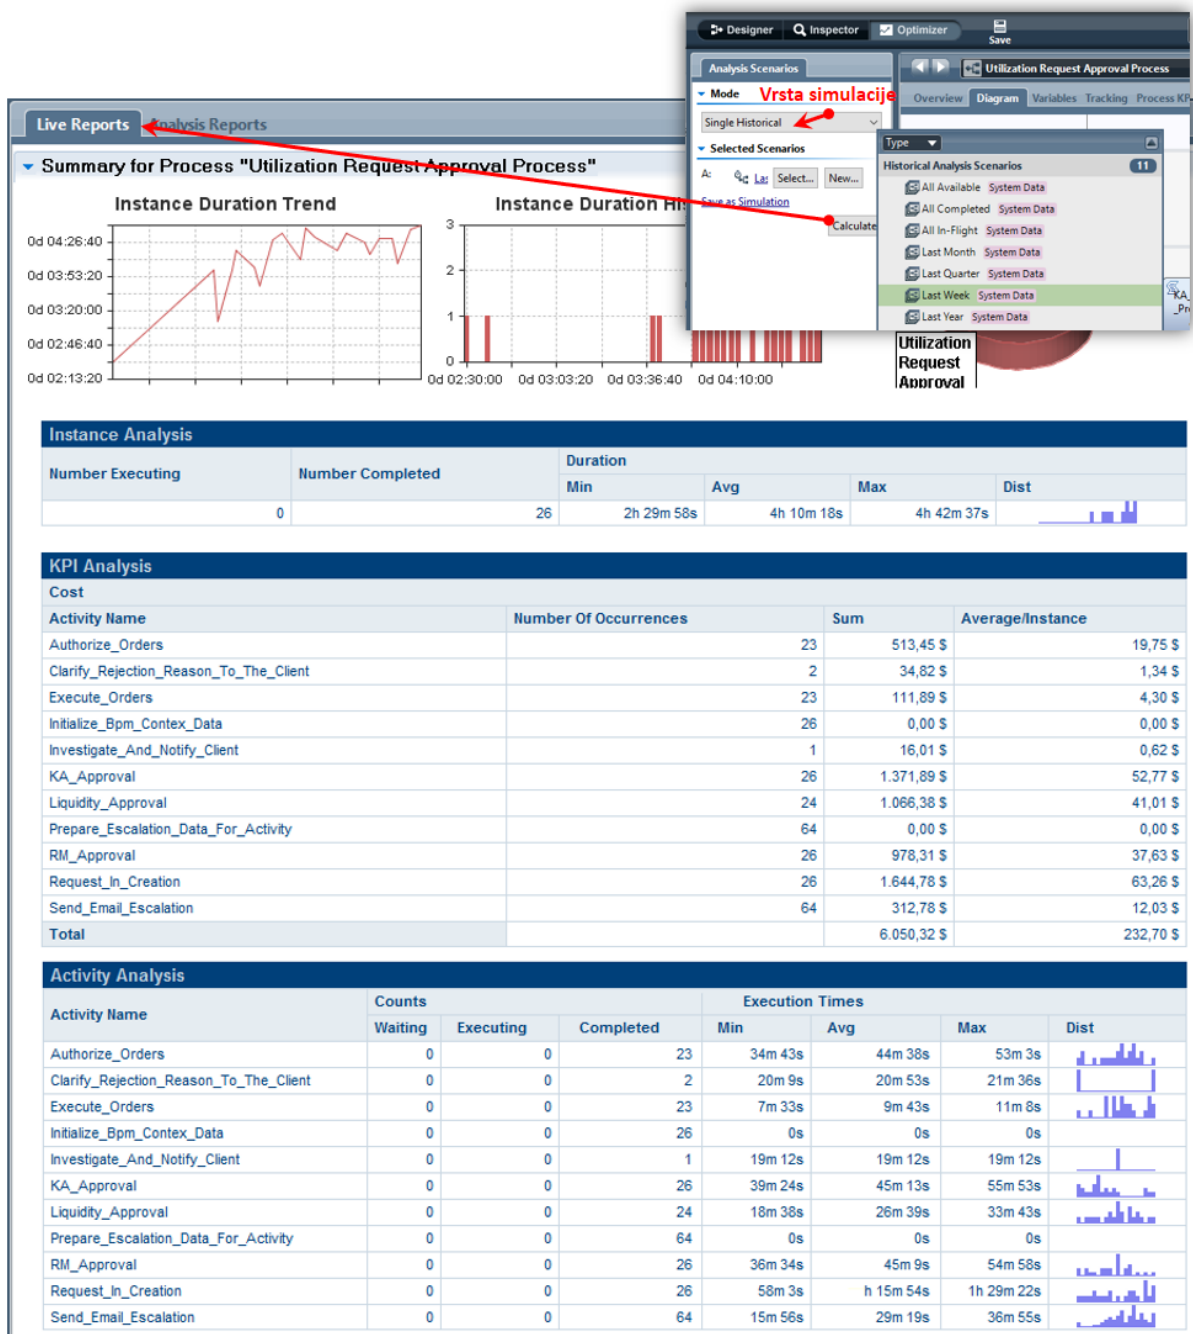 Designer Inspector Optimizer Save
Analysis Scenarios Utilization Request Approval Process
Mode Vrsta simulacije Overview Diagram Variables Tracking Process KP
Single Historical
Selected Scenarios
A: La: Select... New...
Save as Simulation
Calculate
Type
Historical Analysis Scenarios 11
All Available System Data
All Completed System Data
All In-Flight System Data
Last Month System Data
Last Quarter System Data
Last Week System Data
Last Year System Data
KA_
_Pr
Live Reports Analysis Reports
Summary for Process "Utilization Request Approval Process"
Instance Duration Trend Instance Duration His
0d 04:26:40
0d 03:53:20
0d 03:20:00
0d 02:46:40
0d 02:13:20
3
2
1
0
0d 02:30:00 0d 03:03:20 0d 03:36:40 0d 04:10:00
Utilization
Request
Approval
Instance Analysis
Number Executing Number Completed Duration
Min Avg Max Dist
0 26 2h 29m 58s 4h 10m 18s 4h 42m 37s
KPI Analysis
Cost
Activity Name Number Of Occurrences Sum Average/Instance
Authorize_Orders 23 513,45 $ 19,75 $
Clarify_Rejection_Reason_To_The_Client 2 34,82 $ 1,34 $
Execute_Orders 23 111,89 $ 4,30 $
Initialize_Bpm_Contex_Data 26 0,00 $ 0,00 $
Investigate_And_Notify_Client 1 16,01 $ 0,62 $
KA_Approval 26 1.371,89 $ 52,77 $
Liquidity_Approval 24 1.066,38 $ 41,01 $
Prepare_Escalation_Data_For_Activity 64 0,00 $ 0,00 $
RM_Approval 26 978,31 $ 37,63 $
Request_In_Creation 26 1.644,78 $ 63,26 $
Send_Email_Escalation 64 312,78 $ 12,03 $
Total 6.050,32 $ 232,70 $
Activity Analysis
Activity Name Counts Execution Times
Waiting Executing Completed Min Avg Max Dist
Authorize_Orders 0 0 23 34m 43s 44m 38s 53m 3s
Clarify_Rejection_Reason_To_The_Client 0 0 2 20m 9s 20m 53s 21m 36s
Execute_Orders 0 0 23 7m 33s 9m 43s 11m 8s
Initialize_Bpm_Contex_Data 0 0 26 0s 0s 0s
Investigate_And_Notify_Client 0 0 1 19m 12s 19m 12s 19m 12s
KA_Approval 0 0 26 39m 24s 45m 13s 55m 53s
Liquidity_Approval 0 0 24 18m 38s 26m 39s 33m 43s
Prepare_Escalation_Data_For_Activity 0 0 64 0s 0s 0s
RM_Approval 0 0 26 36m 34s 45m 9s 54m 58s
Request_In_Creation 0 0 26 58m 3s h 15m 54s 1h 29m 22s
Send_Email_Escalation 0 0 64 15m 56s 29m 19s 36m 55s